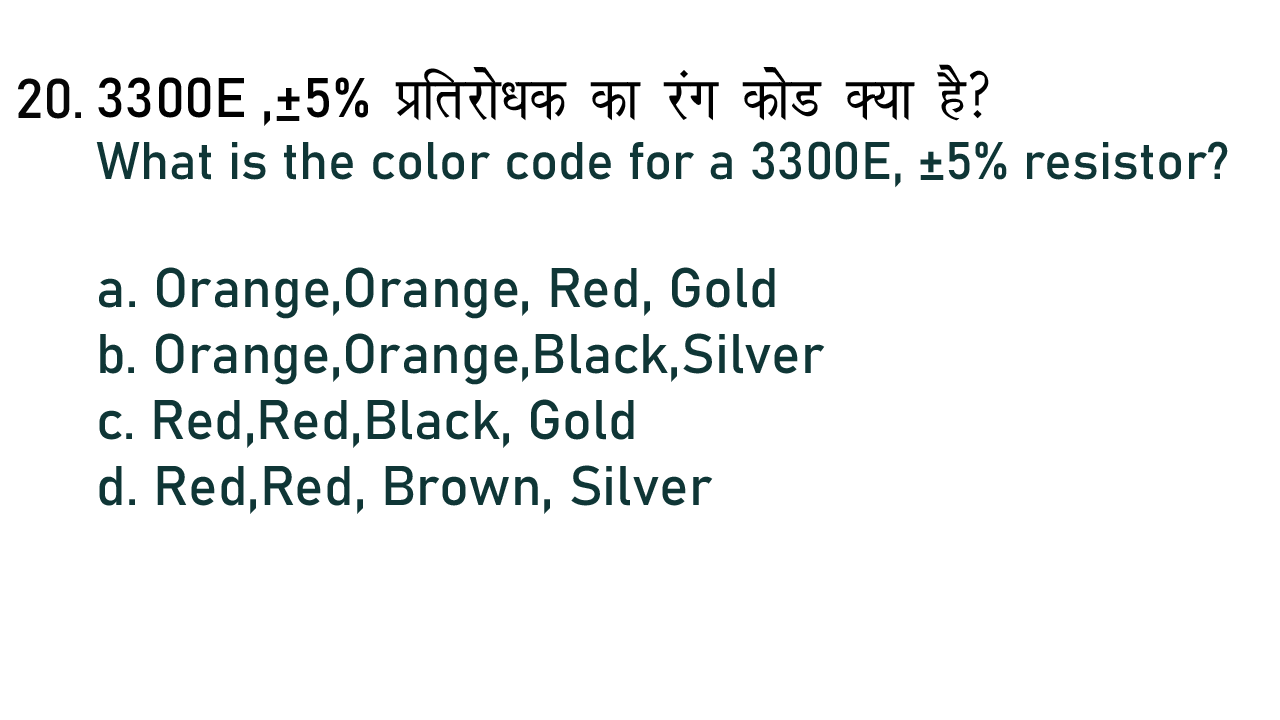 20. 3300E ,±5% प्रतिरोधक का रंग कोड क्या है?
What is the color code for a 3300E, ±5% resistor?
a. Orange,Orange, Red, Gold
b. Orange,Orange,Black,Silver
c. Red,Red,Black, Gold
d. Red,Red, Brown, Silver